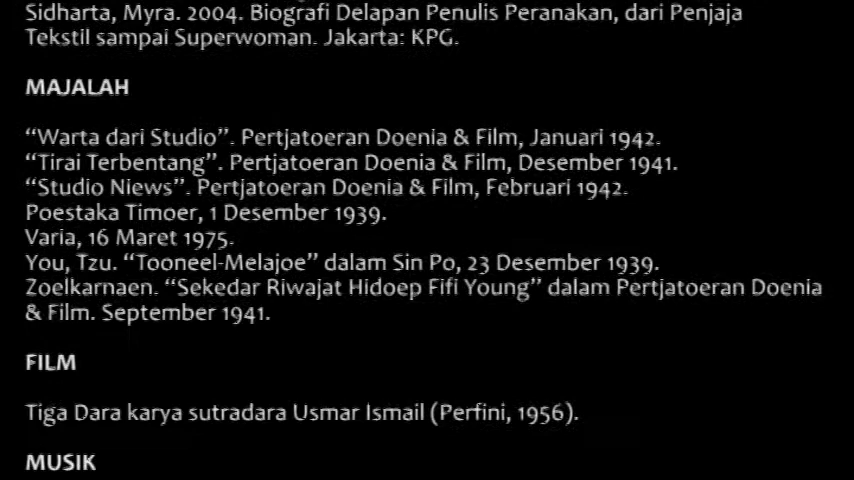 Sidharta, Myra. 2004. Biografi Delapan Penulis Peranakan, dari Penjaja
Tekstil sampai Superwoman. Jakarta: KPG.
MAJALAH
“Warta dari Studio”. Pertjatoeran Doenia & Film, Januari 1942.
“Tirai Terbentang”. Pertjatoeran Doenia & Film, Desember 1941.
“Studio Niews”. Pertjatoeran Doenia & Film, Februari 1942.
Poestaka Timoer, 1 Desember 1939.
Varia, 16 Maret 1975.
You, Tzu. “Tooneel-Melajoe” dalam Sin Po, 23 Desember 1939.
Zoelkarnaen. “Sekedar Riwajat Hidoep Fifi Young” dalam Pertjatoeran Doenia
& Film. September 1941.
FILM
Tiga Dara karya sutradara Usmar Ismail (Perfini, 1956).
MUSIK